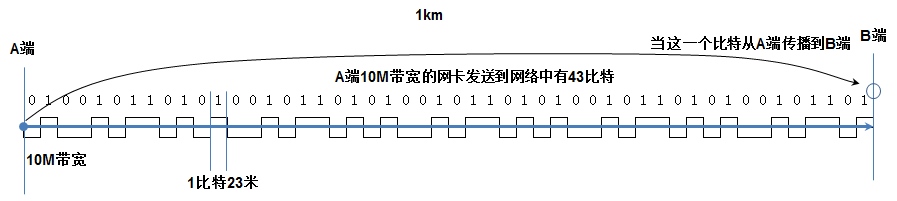 1km
A端
B端
当这一个比特从A端传播到B端
A端10M带宽的网卡发送到网络中有43比特
0 1 0 0 1 0 1 1 0 1 0 1 0 0 1 0 1 1 0 1 0 1 0 0 1 0 1 1 0 1 0 1 0 0 1 0 1 1 0 1 0 1 0 0 1 0 1 1 0 1
10M带宽
1比特23米